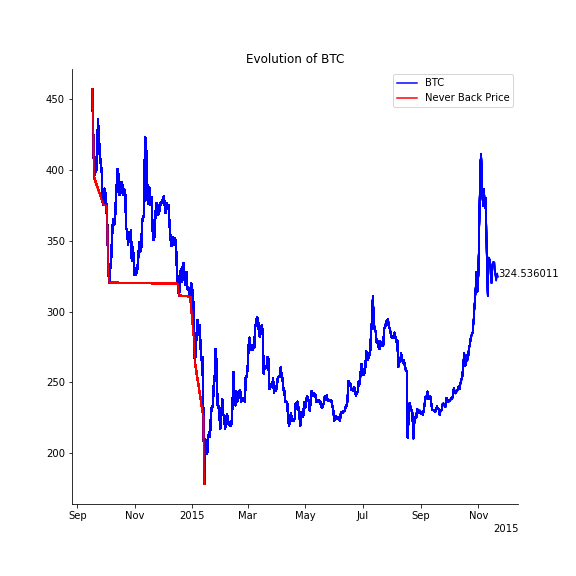 Evolution of BTC
BTC
Never Back Price
450
400
350
300
250
200
324.536011
Sep
Nov
2015
Mar
May
Jul
Sep
Nov
2015